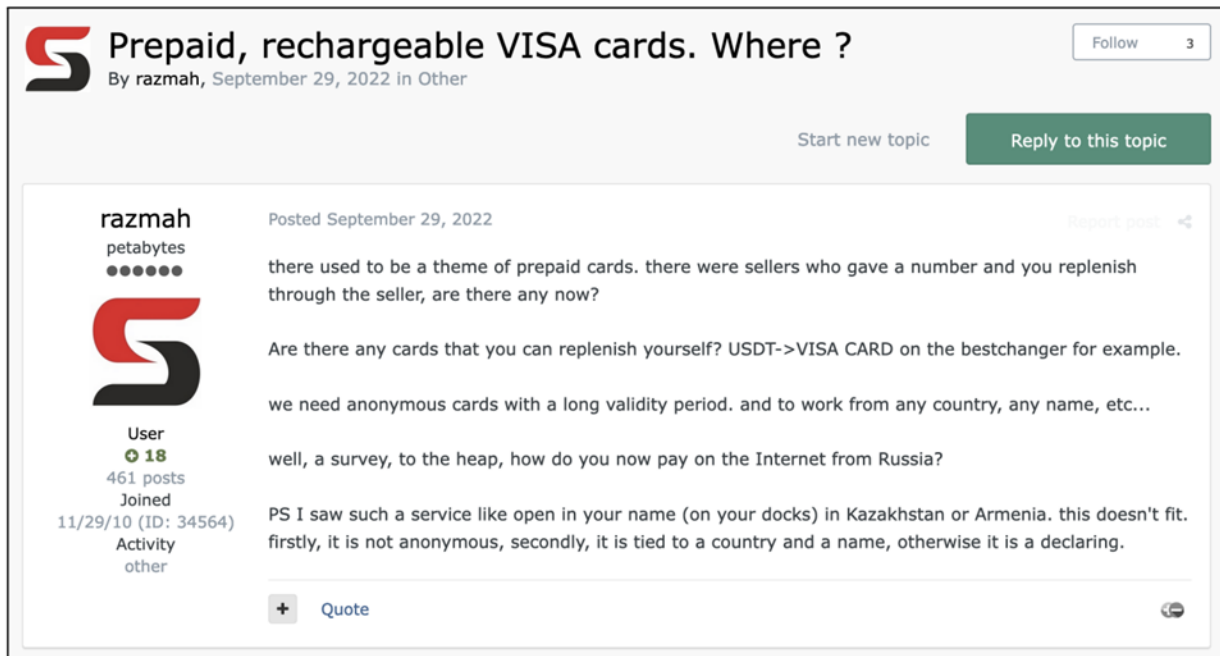 Prepaid, rechargeable VISA cards. Where ?
By razmah, September 29, 2022 in Other
Follow 3
Start new topic
Reply to this topic
razmah
petabytes
User
18
461 posts
Joined
11/29/10 (ID: 34564)
Activity
other
Posted September 29, 2022
Report post
there used to be a theme of prepaid cards. there were sellers who gave a number and you replenish
through the seller, are there any now?
Are there any cards that you can replenish yourself? USDT->VISA CARD on the bestchanger for example.
we need anonymous cards with a long validity period. and to work from any country, any name, etc...
well, a survey, to the heap, how do you now pay on the Internet from Russia?
PS I saw such a service like open in your name (on your docks) in Kazakhstan or Armenia. this doesn't fit.
firstly, it is not anonymous, secondly, it is tied to a country and a name, otherwise it is a declaring.
+ Quote